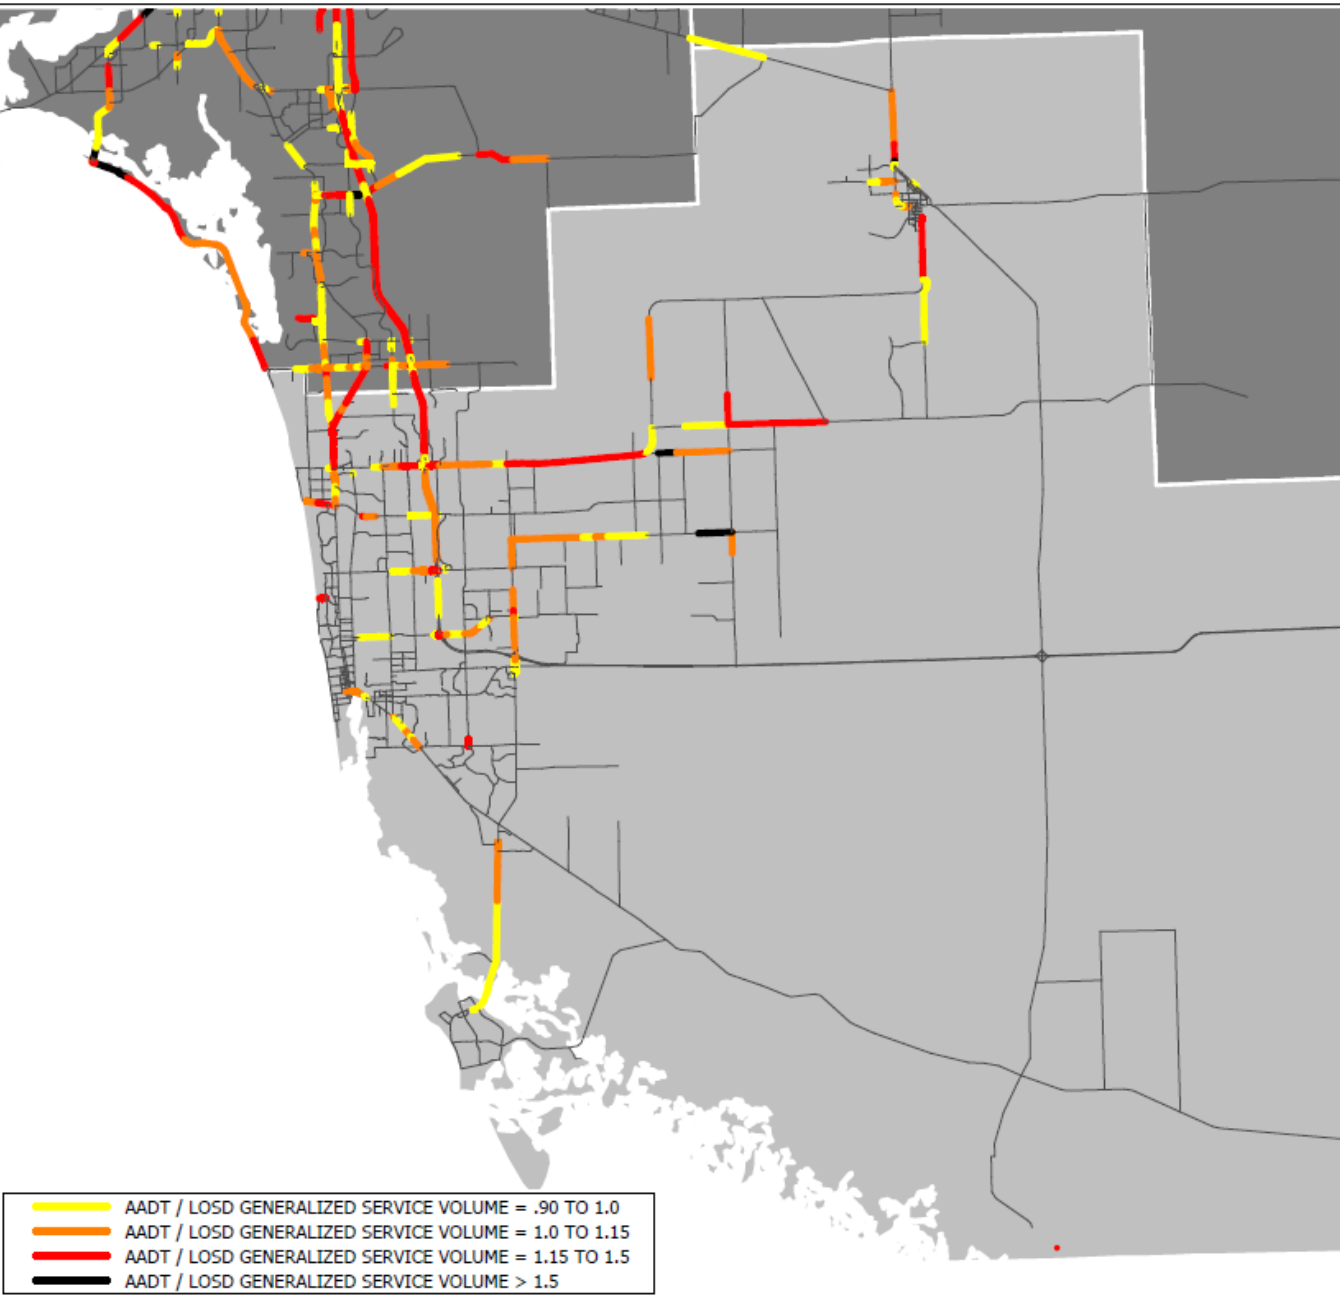 AADT / LOSD GENERALIZED SERVICE VOLUME = .90 TO 1.0
AADT / LOSD GENERALIZED SERVICE VOLUME = 1.0 TO 1.15
AADT / LOSD GENERALIZED SERVICE VOLUME = 1.15 TO 1.5
AADT / LOSD GENERALIZED SERVICE VOLUME > 1.5